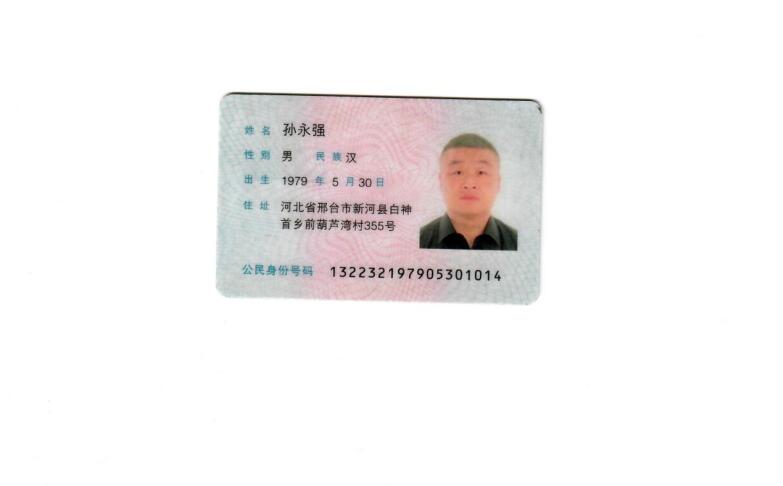 姓名 孙永强
性别 男 民族 汉
出生 1979 年 5 月 30 日
住址 河北省邢台市新河县白神
首乡前葫芦湾村355号
公民身份号码 132232197905301014